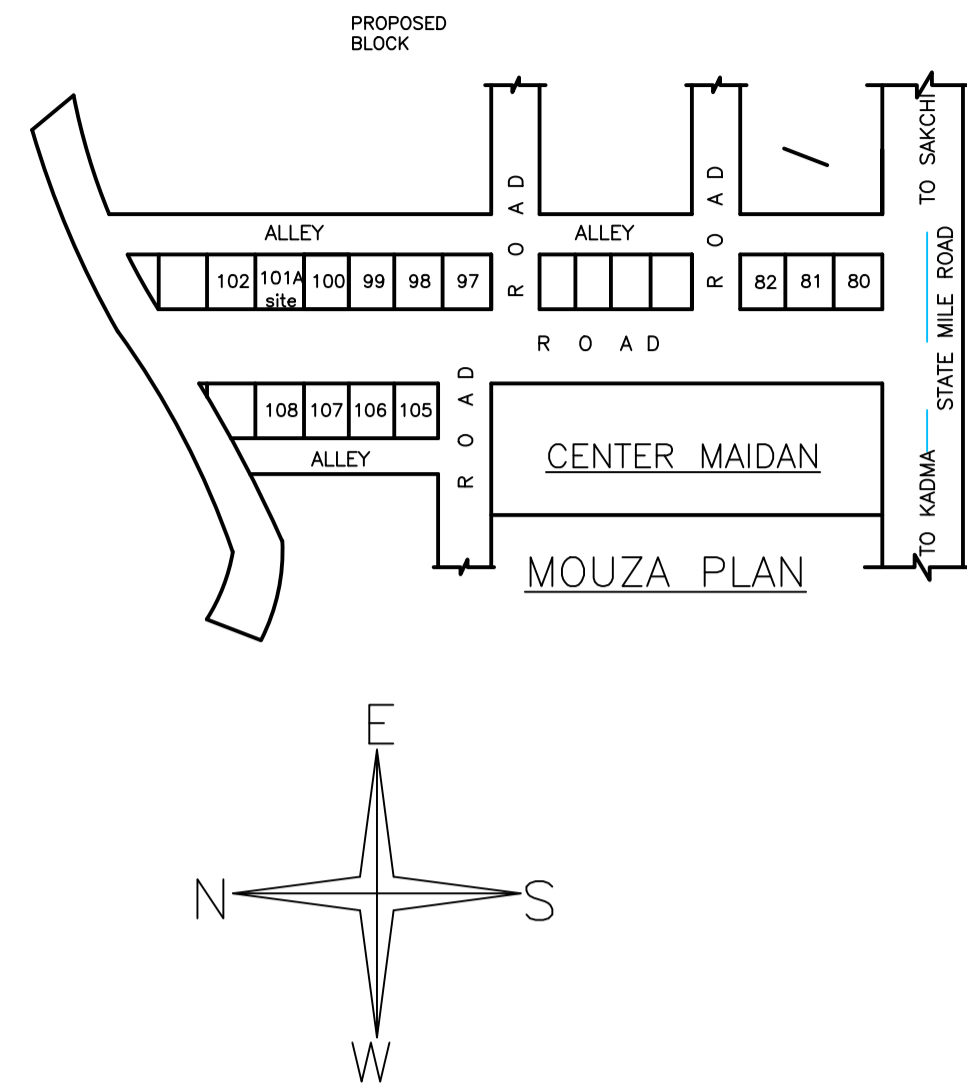 PROPOSED
BLOCK
TO SAKCHI
STATE MILE ROAD
TO KADMA
ROAD
ROAD
ALLEY
ALLEY
102
101A
site
100
99
98
97
82
81
80
ROAD
ROAD
108
107
106
105
ALLEY
CENTER MAIDAN
MOUZA PLAN
E
N
S
W